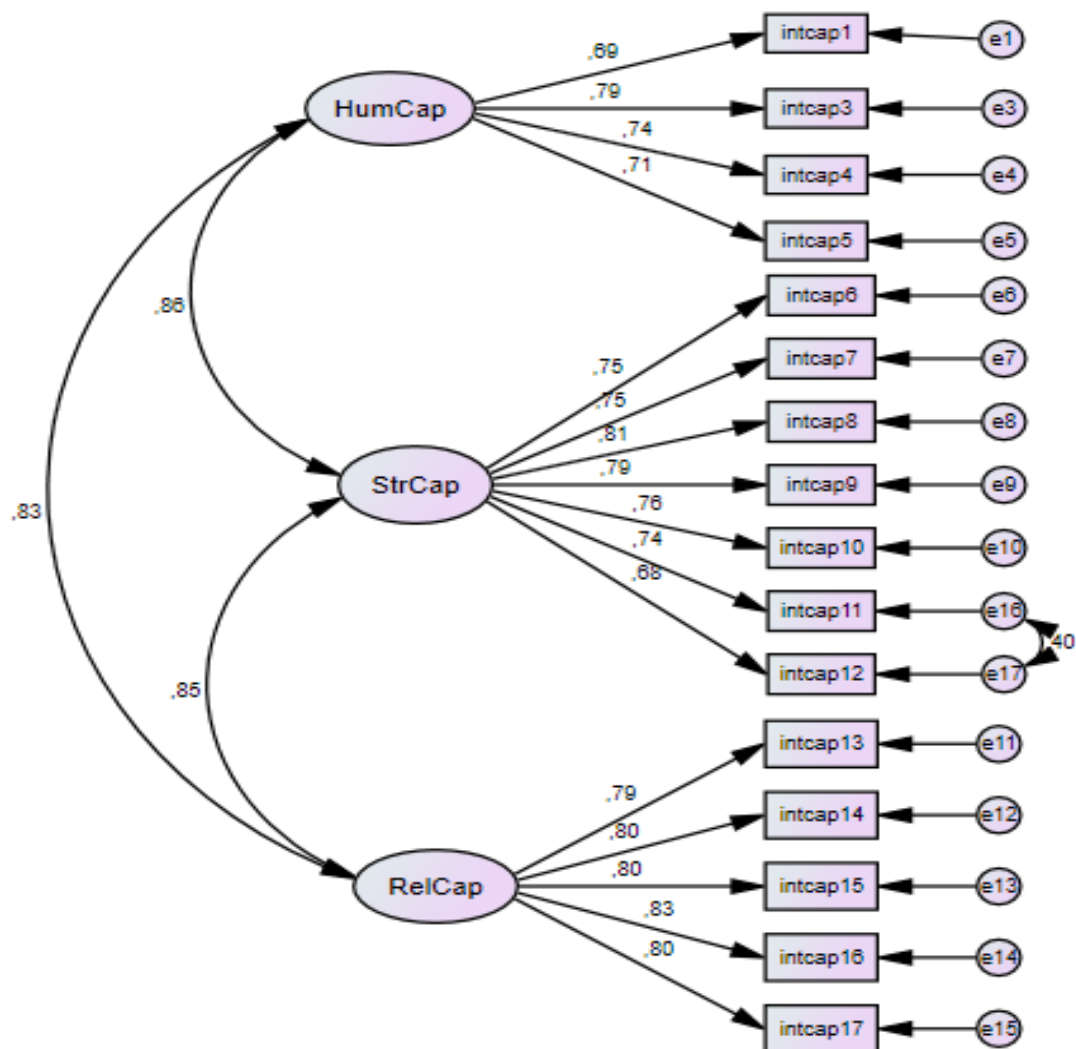 intcap1
e1
,69
HumCap
,79
intcap3
e3
,74
intcap4
e4
,71
intcap5
e5
,86
intcap6
e6
,75
intcap7
e7
,75
intcap8
e8
,81
StrCap
,79
intcap9
e9
,76
intcap10
e10
,74
intcap11
e16
,68
intcap12
e17
,40
,83
,85
intcap13
e11
,79
intcap14
e12
,80
RelCap
,80
intcap15
e13
,83
intcap16
e14
,80
intcap17
e15